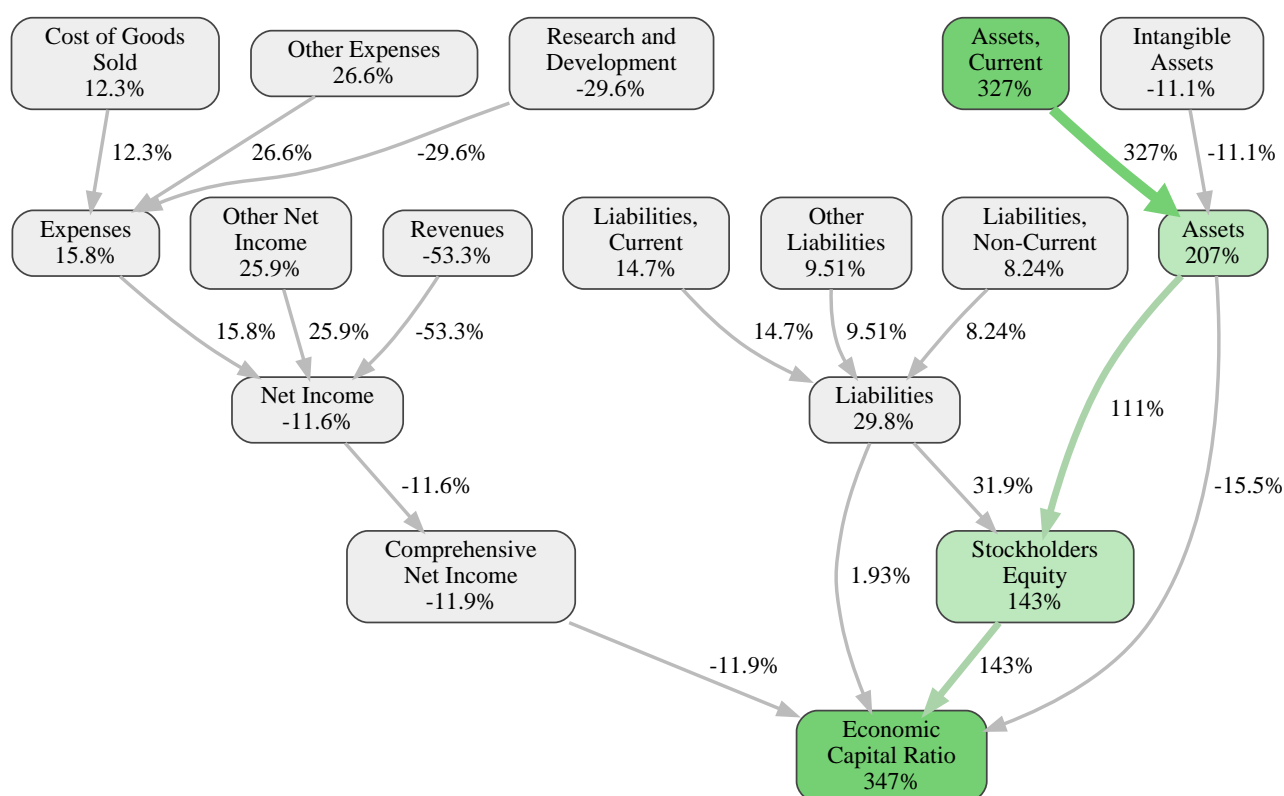 Cost of Goods
Sold
12.3%
Other Expenses
26.6%
Research and
Development
-29.6%
Assets,
Current
327%
Intangible
Assets
-11.1%
12.3%
26.6%
-29.6%
327%
-11.1%
Expenses
15.8%
Other Net
Income
25.9%
Revenues
-53.3%
Liabilities,
Current
14.7%
Other
Liabilities
9.51%
Liabilities,
Non-Current
8.24%
Assets
207%
15.8%
25.9%
-53.3%
14.7%
9.51%
8.24%
Net Income
-11.6%
Liabilities
29.8%
111%
-11.6%
31.9%
-15.5%
Comprehensive
Net Income
-11.9%
1.93%
Stockholders
Equity
143%
-11.9%
143%
Economic
Capital Ratio
347%